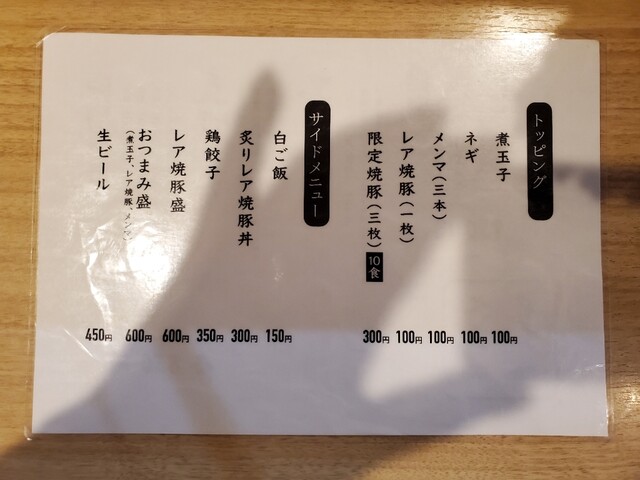 トッピング
煮玉子 100円
ネギ 100円
メンマ（三本） 100円
レア焼豚（一枚） 100円
限定焼豚（三枚） 10食 300円
サイドメニュー
白ご飯 150円
炙りレア焼豚丼 300円
鶏餃子 350円
レア焼豚盛 600円
おつまみ盛 600円
（煮玉子、レア焼豚、メンマ）
生ビール 450円